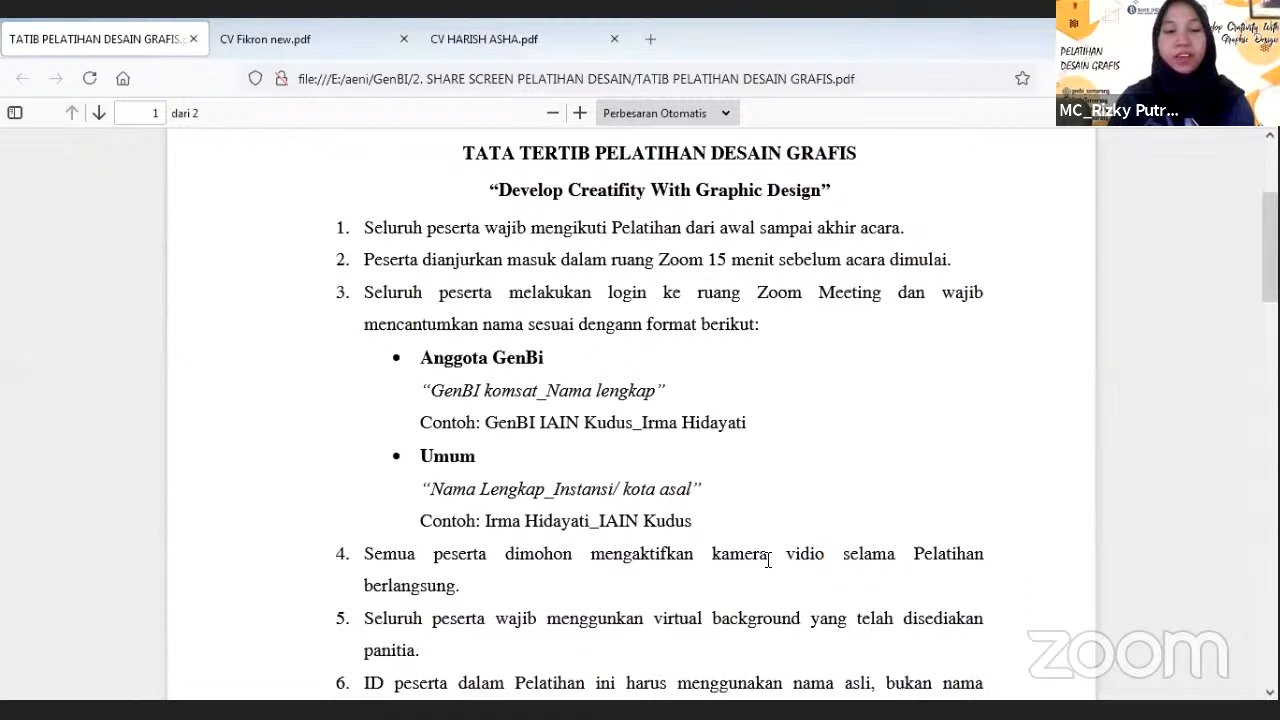 TATIB PELATIHAN DESAIN GRAFIS.p
CV Fikron new.pdf
CV HARISH ASHF.pdf
file:///E:/aeni/GenBI/2. SHARE SCREEN PELATIHAN DESAIN/TATIB PELATIHAN DESAIN GRAFIS.pdf
1 dari 2
Perbesaran Otomatis
PELATIHAN
DESAIN GRAFIS
With
Graphic Design"
MC_Rizky Putr...
TATA TERTIB PELATIHAN DESAIN GRAFIS
“Develop Creatifity With Graphic Design”
1. Seluruh peserta wajib mengikuti Pelatihan dari awal sampai akhir acara.
2. Peserta dianjurkan masuk dalam ruang Zoom 15 menit sebelum acara dimulai.
3. Seluruh peserta melakukan login ke ruang Zoom Meeting dan wajib
mencantumkan nama sesuai dengann format berikut:
• Anggota GenBi
“GenBI komsat_Nama lengkap”
Contoh: GenBI IAIN Kudus_Irma Hidayati
• Umum
“Nama Lengkap_Instansi/ kota asal”
Contoh: Irma Hidayati_IAIN Kudus
4. Semua peserta dimohon mengaktifkan kamera vidio selama Pelatihan
berlangsung.
5. Seluruh peserta wajib menggunkan virtual background yang telah disediakan
panitia.
6. ID peserta dalam Pelatihan ini harus menggunakan nama asli, bukan nama
zoom